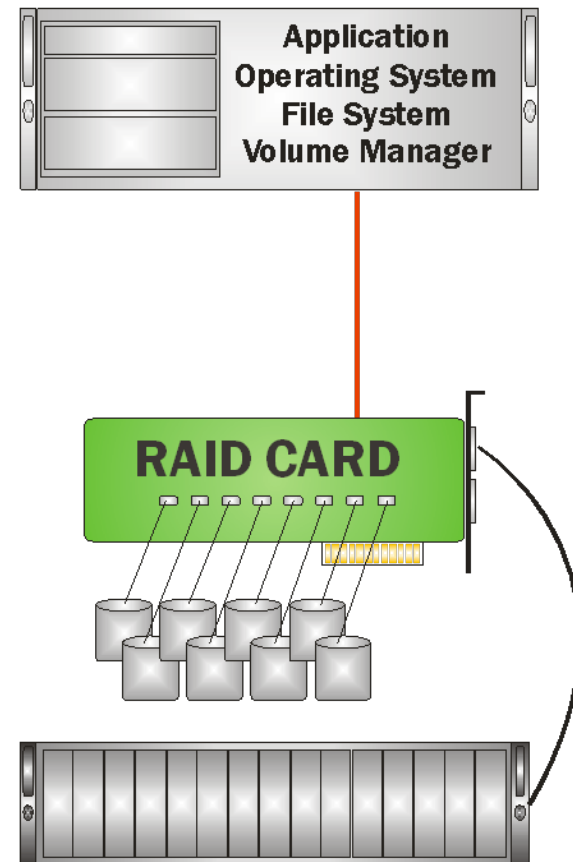 Application
Operating System
File System
Volume Manager
RAID CARD